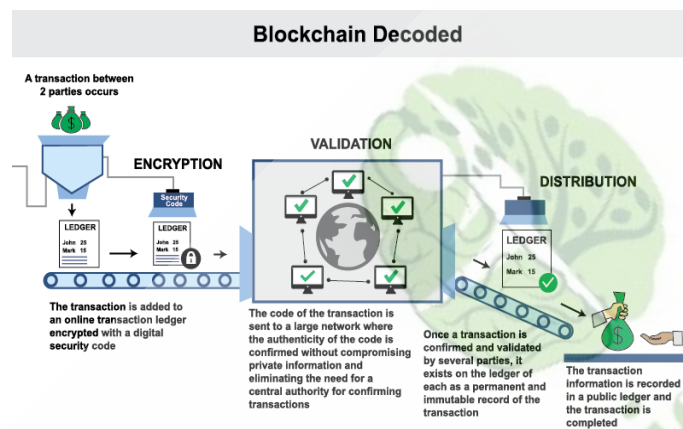 Blockchain Decoded
A transaction between
2 parties occurs
$
ENCRYPTION
Security
Code
LEDGER
John 25
Mark 15
LEDGER
John 25
Mark 15
The transaction is added to
an online transaction ledger
encrypted with a digital
security code
VALIDATION
The code of the transaction is
sent to a large network where
the authenticity of the code is
confirmed without compromising
private information and
eliminating the need for a
central authority for confirming
transactions
DISTRIBUTION
LEDGER
John 25
Mark 15
Once a transaction is
confirmed and validated
by several parties, it
exists on the ledger of
each as a permanent and
immutable record of the
transaction
$
The transaction
information is recorded
in a public ledger and
the transaction is
completed